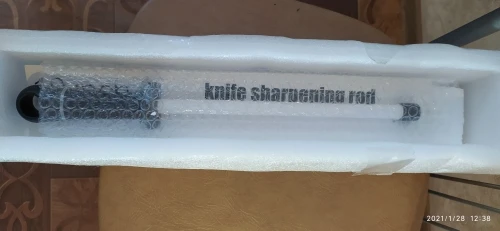 knife sharpening rod
2021/1/28 12:38